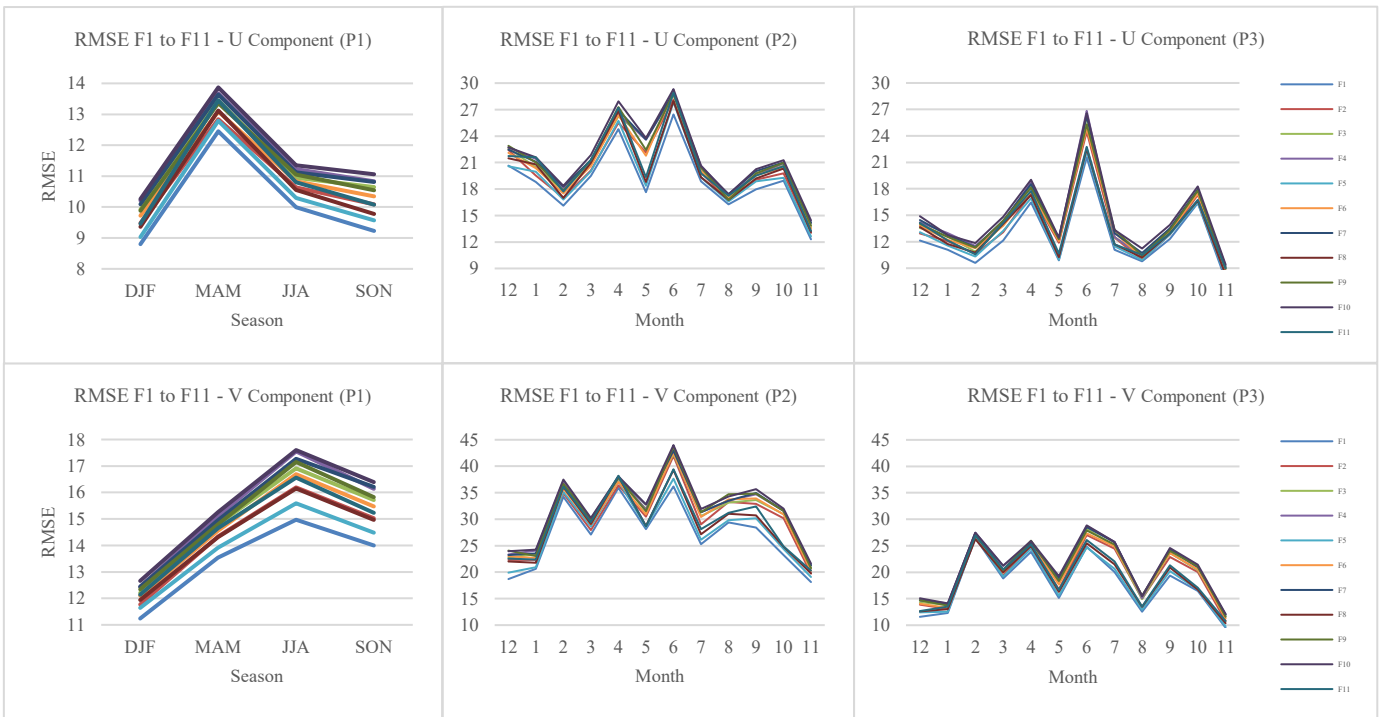 RMSE F1 to F11 - U Component (P1)
RMSE
14
13
12
11
10
9
8
DJF MAM JJA SON
Season
RMSE F1 to F11 - U Component (P2)
30
27
24
21
18
15
12
9
12 1 2 3 4 5 6 7 8 9 10 11
Month
RMSE F1 to F11 - U Component (P3)
30
27
24
21
18
15
12
9
12 1 2 3 4 5 6 7 8 9 10 11
Month
F1
F2
F3
F4
F5
F6
F7
F8
F9
F10
F11
RMSE F1 to F11 - V Component (P1)
RMSE
18
17
16
15
14
13
12
11
DJF MAM JJA SON
Season
RMSE F1 to F11 - V Component (P2)
45
40
35
30
25
20
15
10
12 1 2 3 4 5 6 7 8 9 10 11
Month
RMSE F1 to F11 - V Component (P3)
45
40
35
30
25
20
15
10
12 1 2 3 4 5 6 7 8 9 10 11
Month
F1
F2
F3
F4
F5
F6
F7
F8
F9
F10
F11